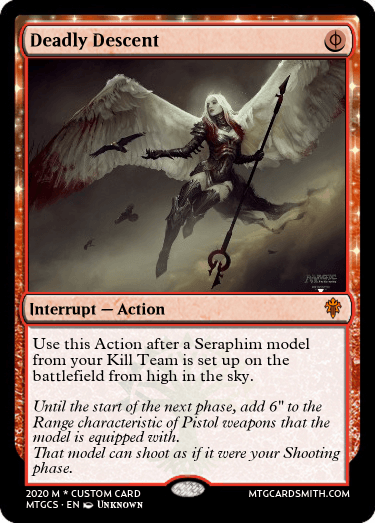 Deadly Descent
MAGIC
Interrupt — Action
Use this Action after a Seraphim model
from your Kill Team is set up on the
battlefield from high in the sky.
Until the start of the next phase, add 6" to the
Range characteristic of Pistol weapons that the
model is equipped with.
That model can shoot as if it were your Shooting
phase.
2020 M * CUSTOM CARD
MTGCS · EN Unknown
MTGCARDSMITH.COM